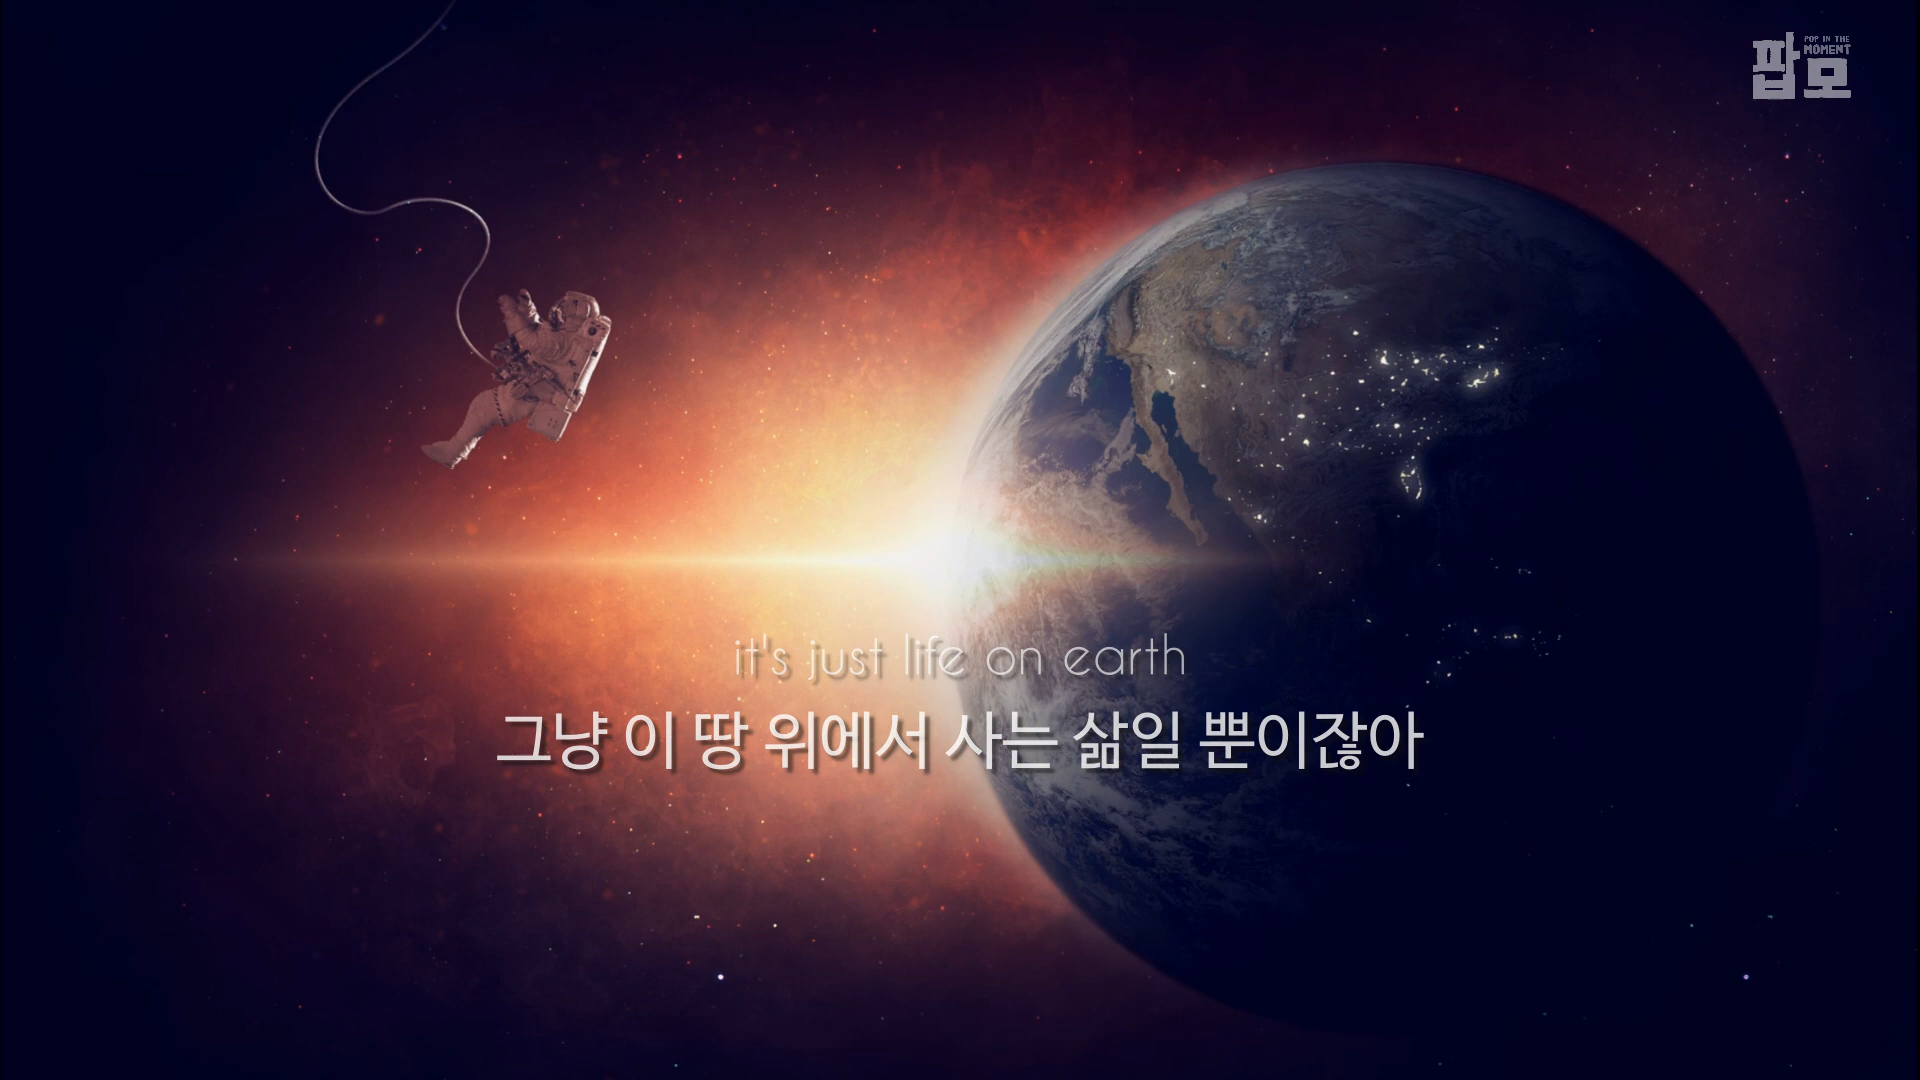 팝모
POP IN THE
MOMENT
it's just life on earth
그냥 이 땅 위에서 사는 삶일 뿐이잖아